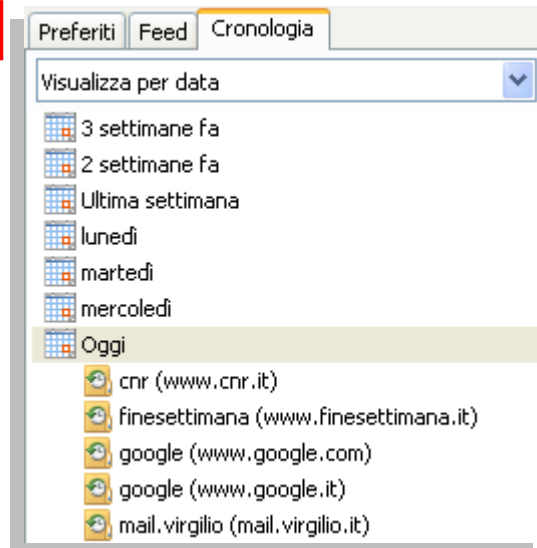 Preferiti Feed Cronologia
Visualizza per data
3 settimane fa
2 settimane fa
Ultima settimana
lunedì
martedì
mercoledì
Oggi
cnr (www.cnr.it)
finesettimana (www.finesettimana.it)
google (www.google.com)
google (www.google.it)
mail.virgilio (mail.virgilio.it)